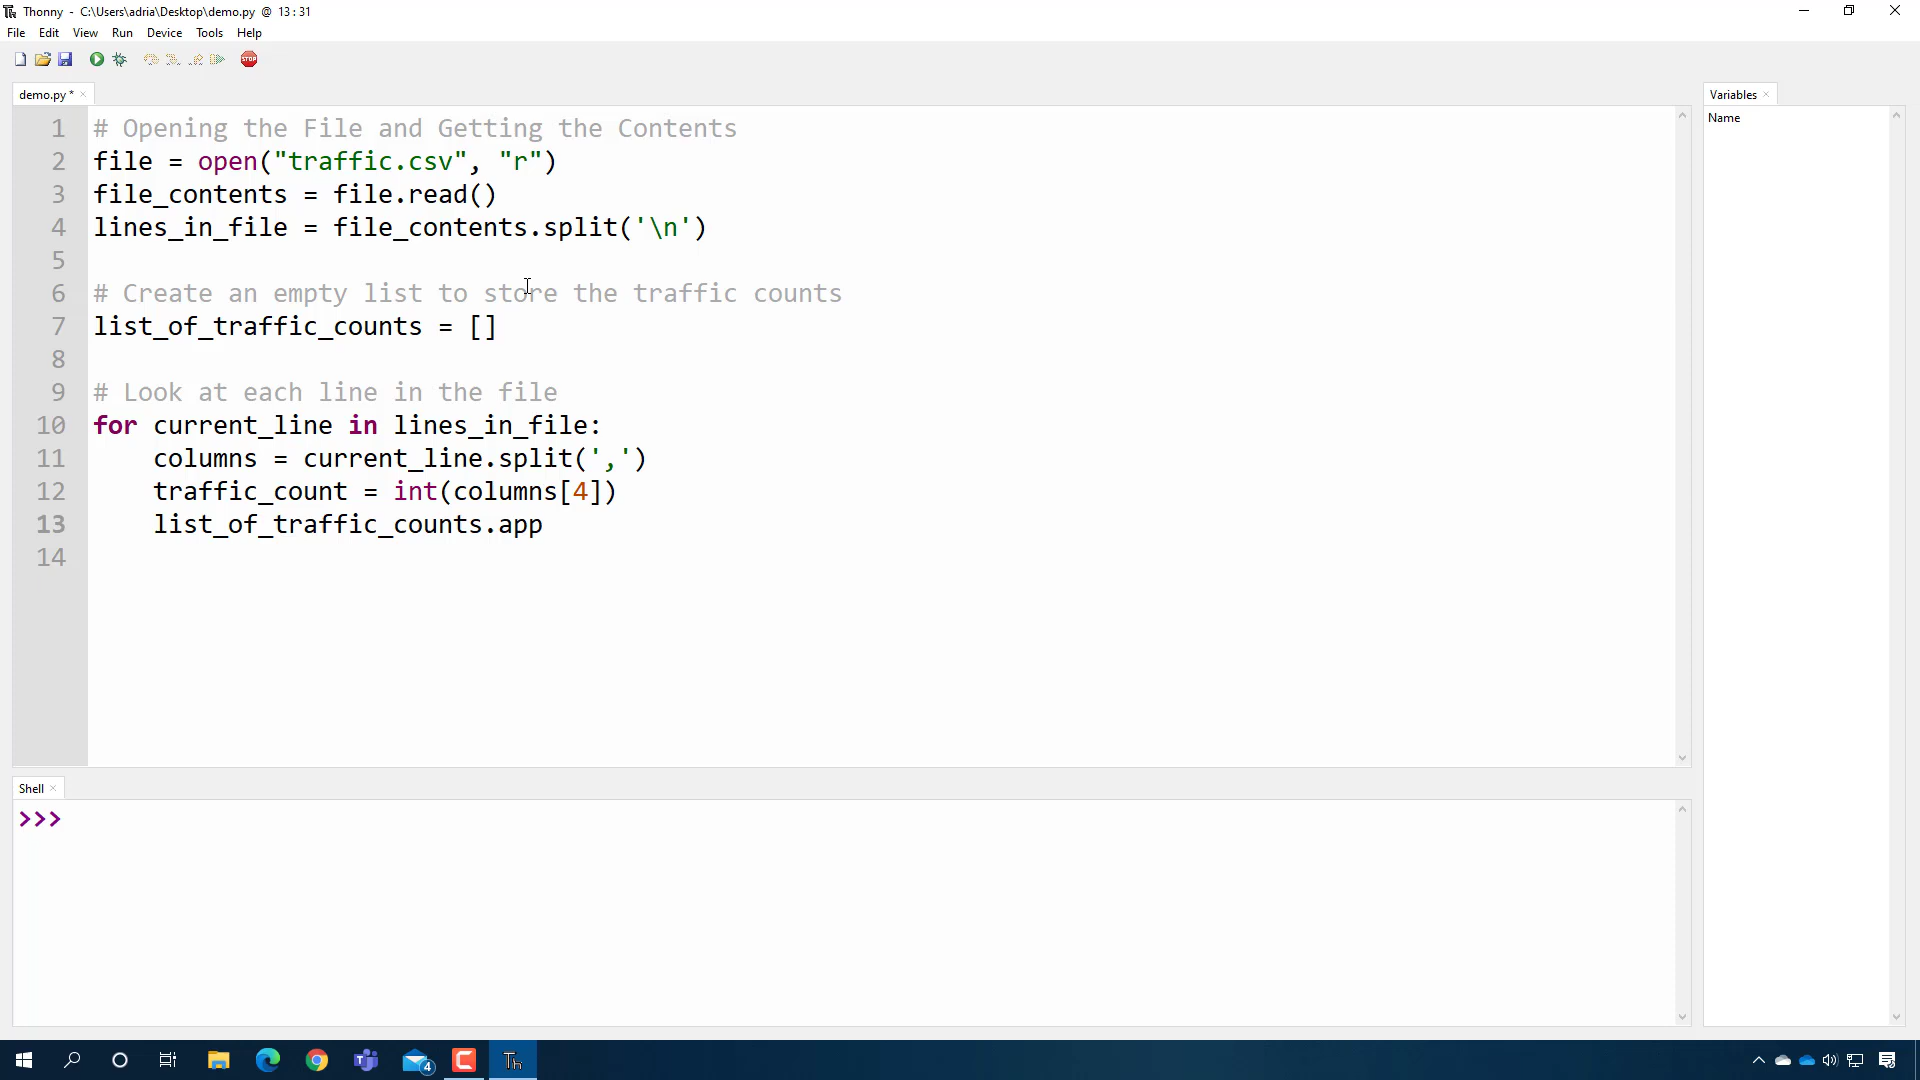 Thonny - C:\Users\adria\Desktop\demo.py @ 13 : 31
File Edit View Run Device Tools Help
STOP
demo.py *
Variables
Name
1 # Opening the File and Getting the Contents
2 file = open("traffic.csv", "r")
3 file_contents = file.read()
4 lines_in_file = file_contents.split('\n')
5
6 # Create an empty list to store the traffic counts
7 list_of_traffic_counts = []
8
9 # Look at each line in the file
10 for current_line in lines_in_file:
11     columns = current_line.split(',')
12     traffic_count = int(columns[4])
13     list_of_traffic_counts.app
14
Shell
>>>
4
Th